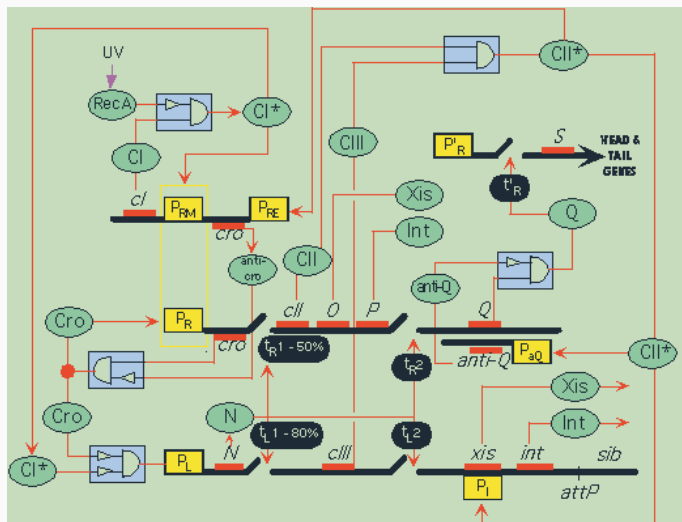 UV
RecA
CI*
CI
CII*
CIII
P'R
S
HEAD &
TAIL
GENES
t'R
Q
Xis
Int
cI
PRM
PRE
cro
anti-
cro
CII
anti-Q
Cro
PR
cro
cII
O
P
Q
tR1 - 50%
tR2
anti-Q
PaQ
CII*
Cro
N
tL1 - 80%
tL2
Xis
Int
CI*
PL
N
cIII
xis
int
sib
PI
attP